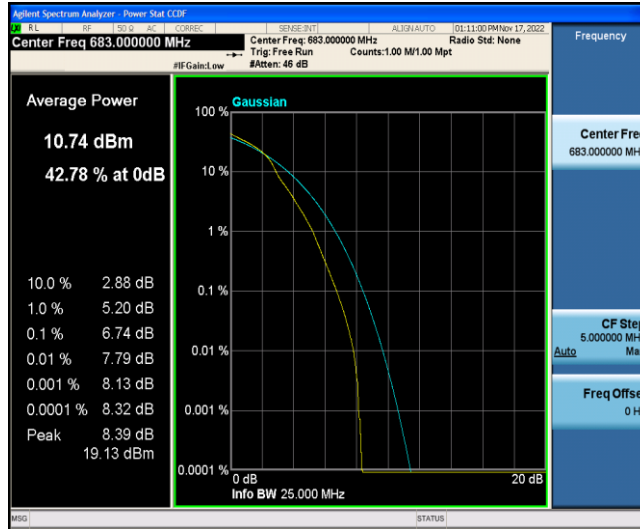 Agilent Spectrum Analyzer - Power Stat CCDF
RL RF 50 Ω AC CORREC SENSE:INT ALIGNAUTO 01:11:00 PM Nov 17, 2022
Center Freq 683.000000 MHz
Center Freq: 683.000000 MHz Radio Std: None
Trig: Free Run Counts:1.00 M/1.00 Mpt
#IFGain:Low #Atten: 46 dB
Frequency
Average Power
10.74 dBm
42.78 % at 0dB
10.0 % 2.88 dB
1.0 % 5.20 dB
0.1 % 6.74 dB
0.01 % 7.79 dB
0.001 % 8.13 dB
0.0001 % 8.32 dB
Peak 8.39 dB
19.13 dBm
Gaussian
100 %
10 %
1 %
0.1 %
0.01 %
0.001 %
0.0001 %
0 dB 20 dB
Info BW 25.000 MHz
Center Fre
683.000000 MH
CF Step
5.000000 MH
Auto Ma
Freq Offse
0 H
MSG STATUS